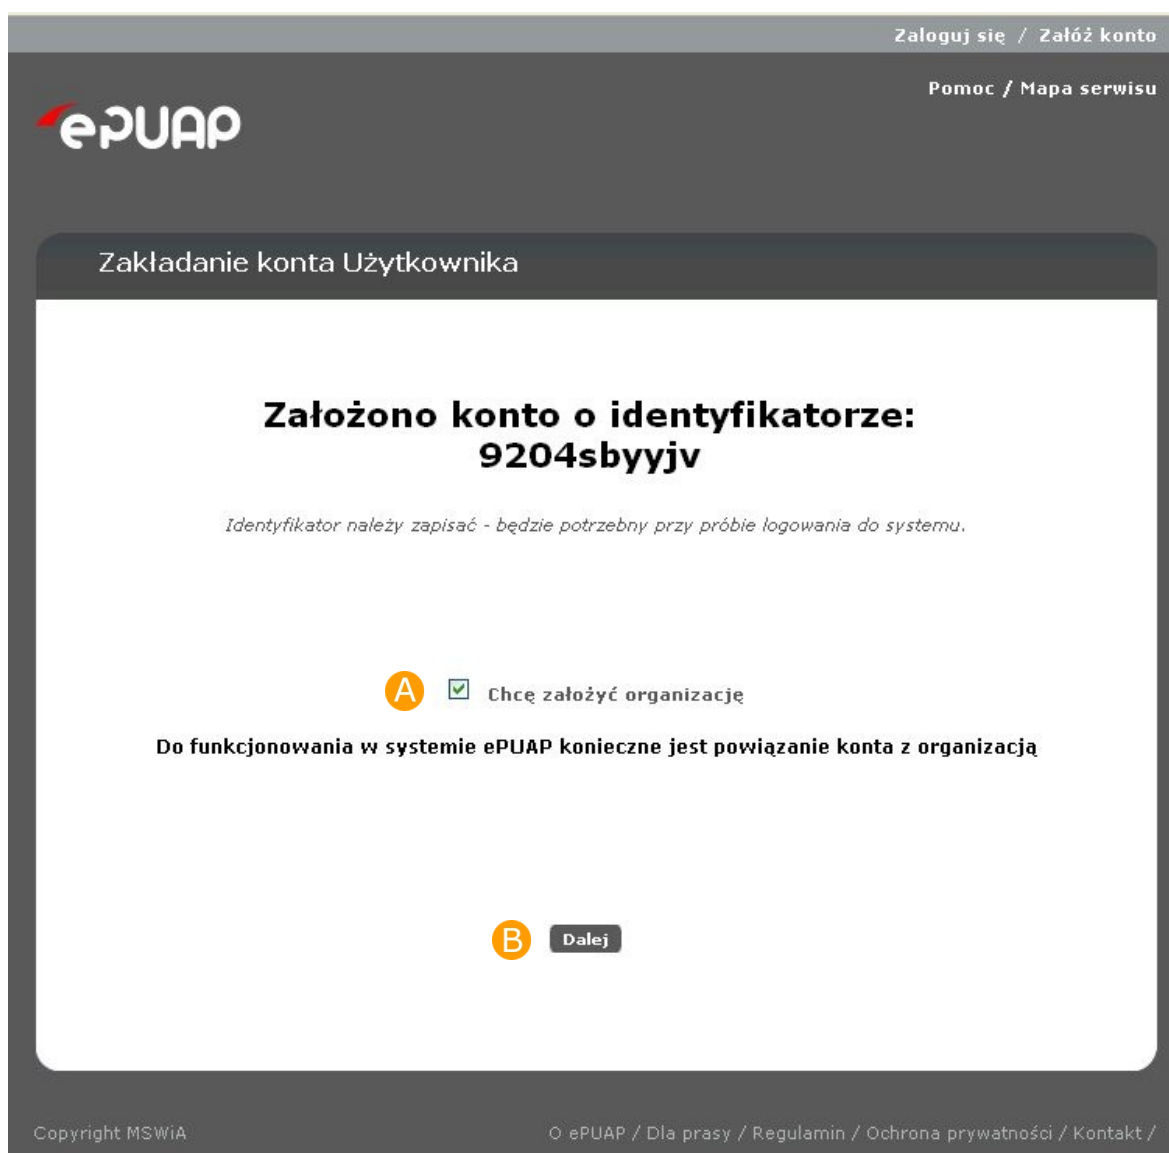 Zaloguj się / Załóż konto
Pomoc / Mapa serwisu
ePUAP
Zakładanie konta Użytkownika
Założono konto o identyfikatorze:
9204sbyyjv
Identyfikator należy zapisać - będzie potrzebny przy próbie logowania do systemu.
A Chcę założyć organizację
Do funkcjonowania w systemie ePUAP konieczne jest powiązanie konta z organizacją
B Dalej
Copyright MSWiA O ePUAP / Dla prasy / Regulamin / Ochrona prywatności / Kontakt /